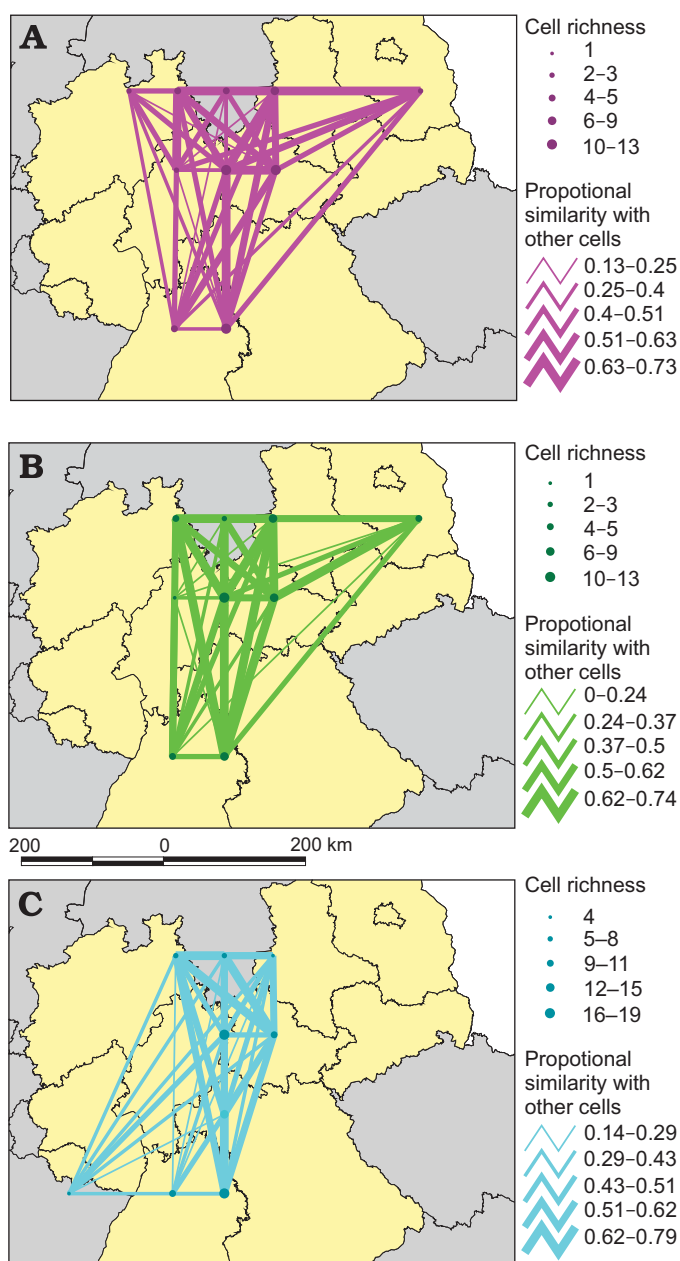 A
Cell richness
1
2–3
4–5
6–9
10–13
Propotional
similarity with
other cells
0.13–0.25
0.25–0.4
0.4–0.51
0.51–0.63
0.63–0.73
B
Cell richness
1
2–3
4–5
6–9
10–13
Propotional
similarity with
other cells
0–0.24
0.24–0.37
0.37–0.5
0.5–0.62
0.62–0.74
200 0 200 km
C
Cell richness
4
5–8
9–11
12–15
16–19
Propotional
similarity with
other cells
0.14–0.29
0.29–0.43
0.43–0.51
0.51–0.62
0.62–0.79